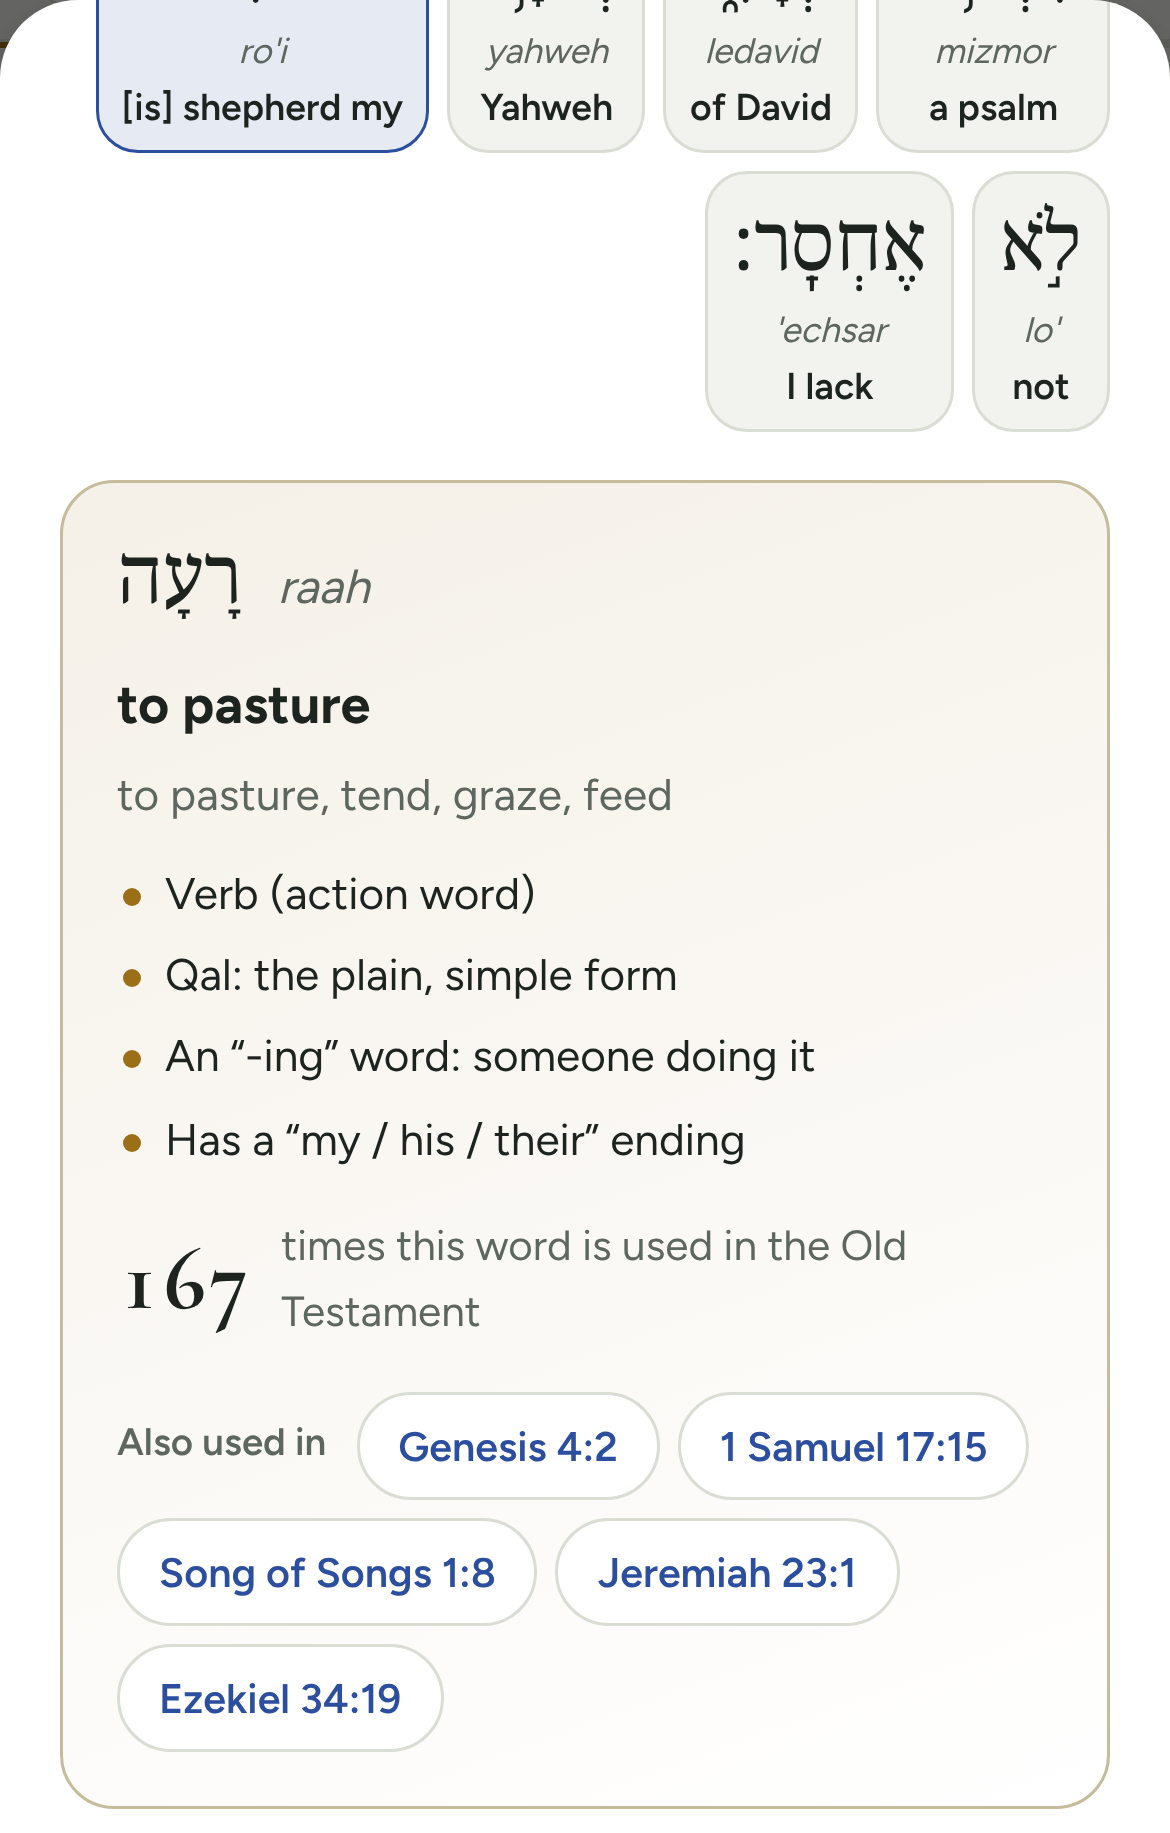 ro'i yahweh ledavid mizmor
[is] shepherd my Yahweh of David a psalm
לֹ֣א אֶחְסָֽר׃
lo' 'echsar
not I lack
רָעָה raah
to pasture
to pasture, tend, graze, feed
Verb (action word)
Qal: the plain, simple form
An “-ing” word: someone doing it
Has a “my / his / their” ending
167 times this word is used in the Old
Testament
Also used in Genesis 4:2 1 Samuel 17:15
Song of Songs 1:8 Jeremiah 23:1
Ezekiel 34:19